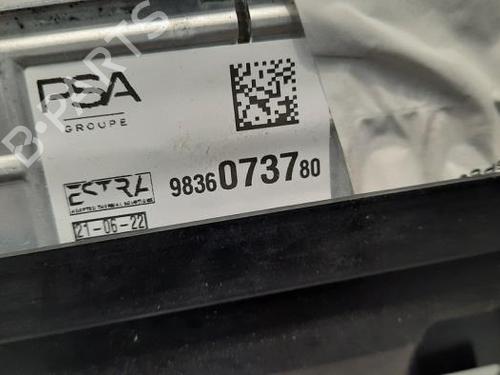 PSA
GROUPE
B-PARTS
ESTRA
9836073780
21-06-22